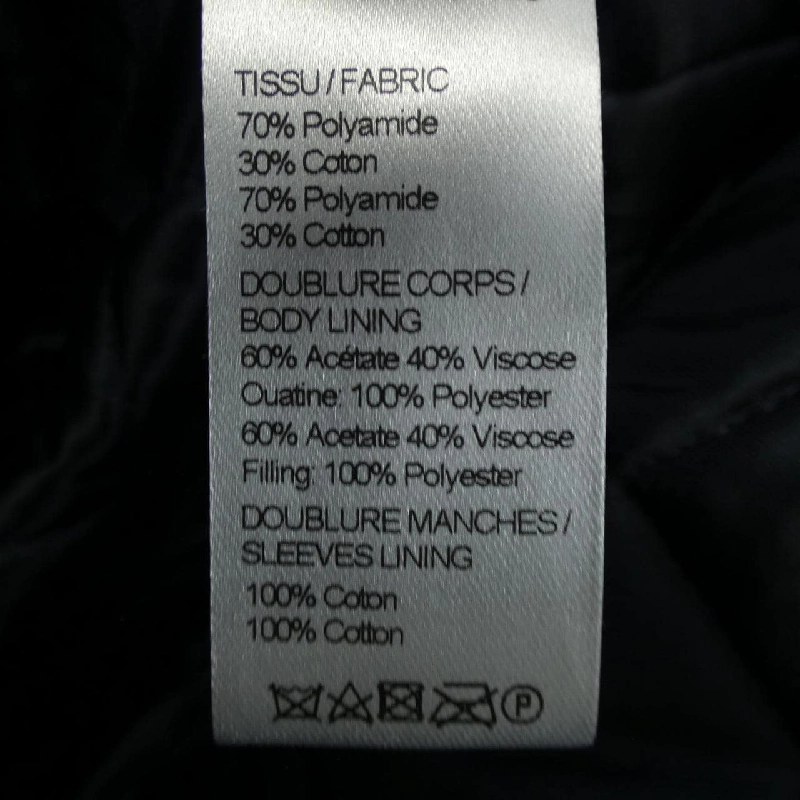 TISSU / FABRIC
70% Polyamide
30% Coton
70% Polyamide
30% Cotton
DOUBLURE CORPS /
BODY LINING
60% Acétate 40% Viscose
Ouatine: 100% Polyester
60% Acetate 40% Viscose
Filling: 100% Polyester
DOUBLURE MANCHES /
SLEEVES LINING
100% Coton
100% Cotton
P